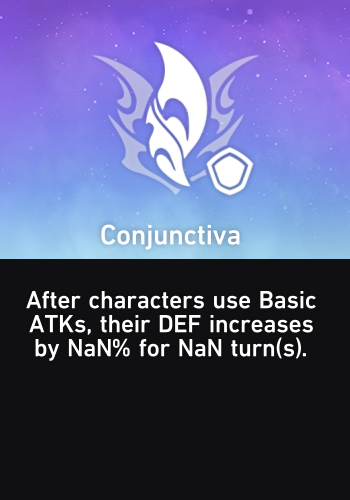 Conjunctiva
After characters use Basic
ATKs, their DEF increases
by NaN% for NaN turn(s).